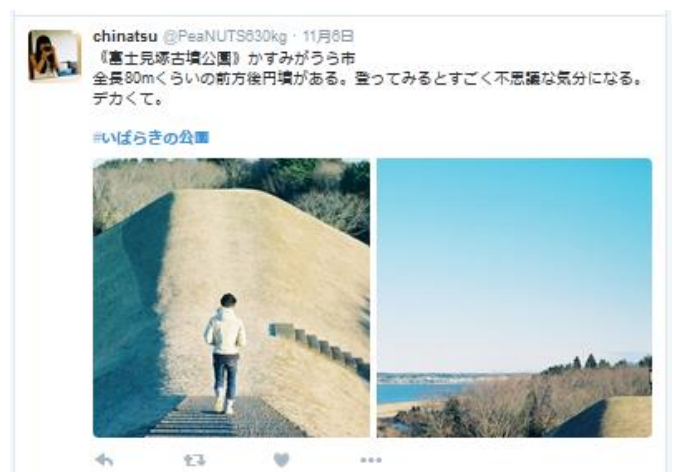 chinatsu @PeaNUTS630kg · 11月6日
《富士見塚古墳公園》かすみがうら市
全長80mくらいの前方後円墳がある。登ってみるとすごく不思議な気分になる。
デカくて。
#いばらきの公園